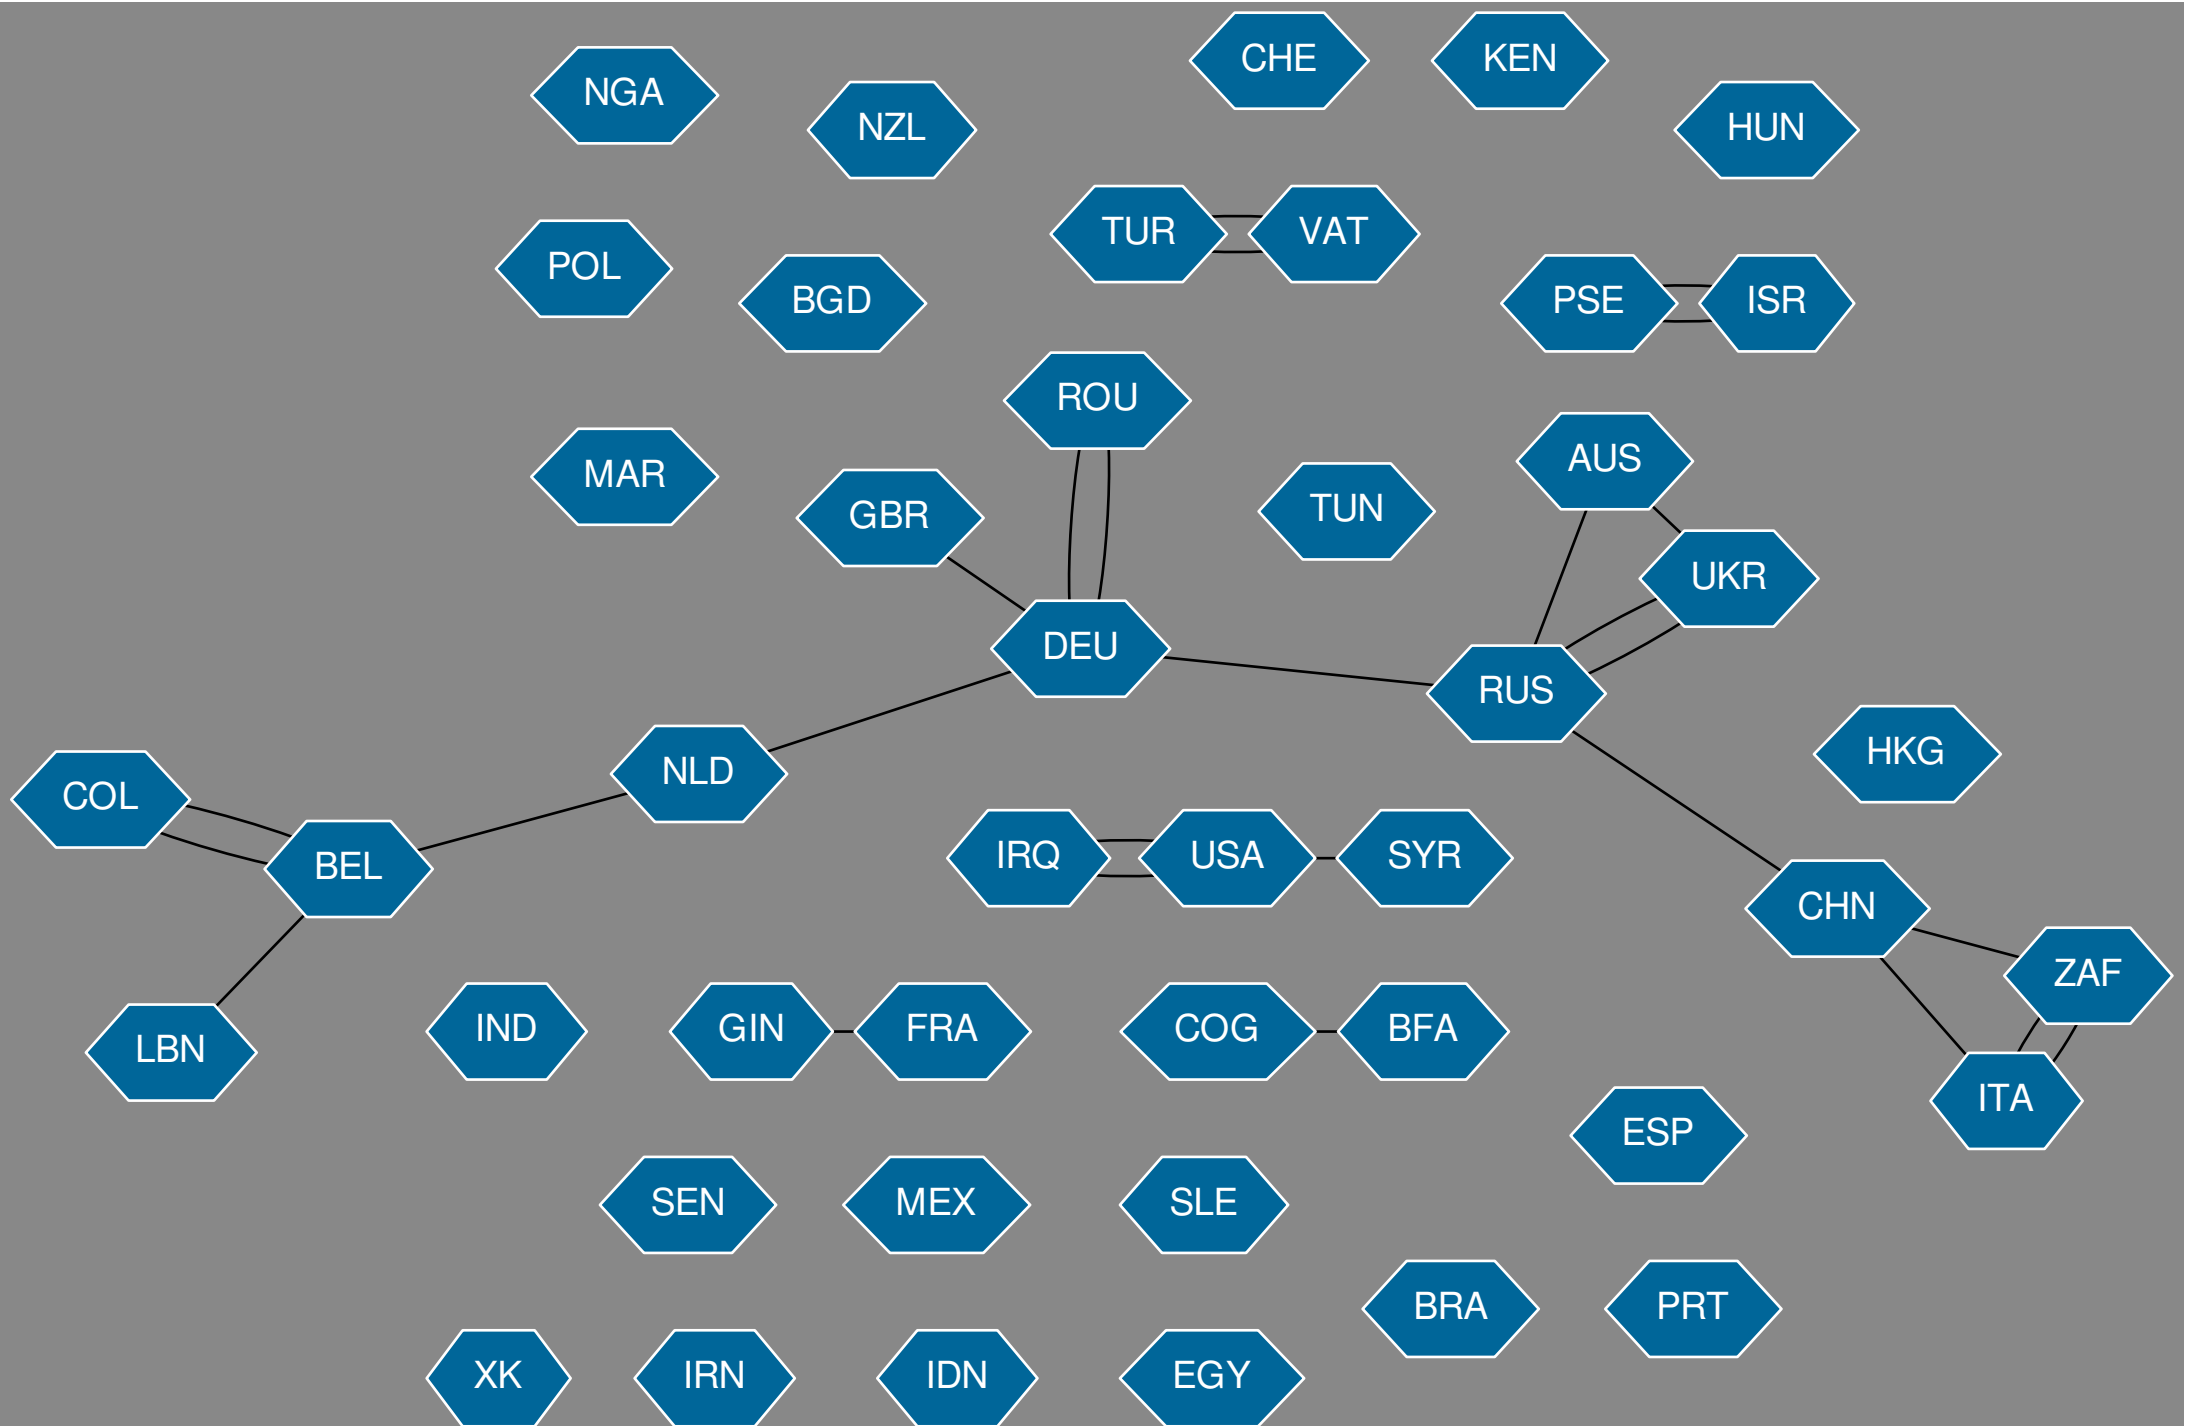 CHE
KEN
NGA
NZL
HUN
TUR
VAT
POL
BGD
PSE
ISR
ROU
AUS
MAR
GBR
TUN
UKR
DEU
RUS
HKG
NLD
COL
BEL
IRQ
USA
SYR
CHN
ZAF
LBN
IND
GIN
FRA
COG
BFA
ITA
ESP
SEN
MEX
SLE
BRA
PRT
XK
IRN
IDN
EGY